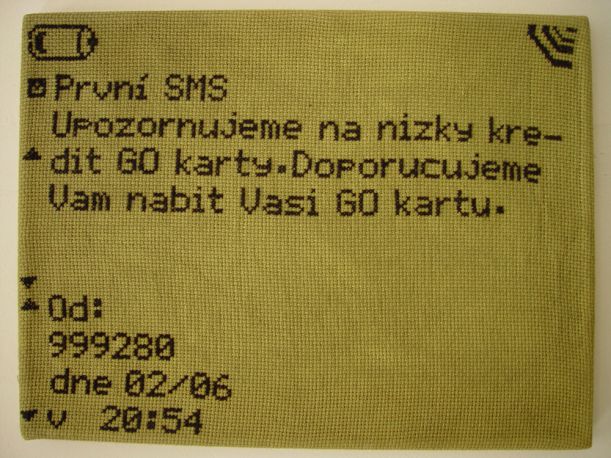 První SMS
Upozornujeme na nizky kre-
dit GO karty.Doporucujeme
Vam nabit Vasi GO kartu.
Od:
999280
dne 02/06
v 20:54